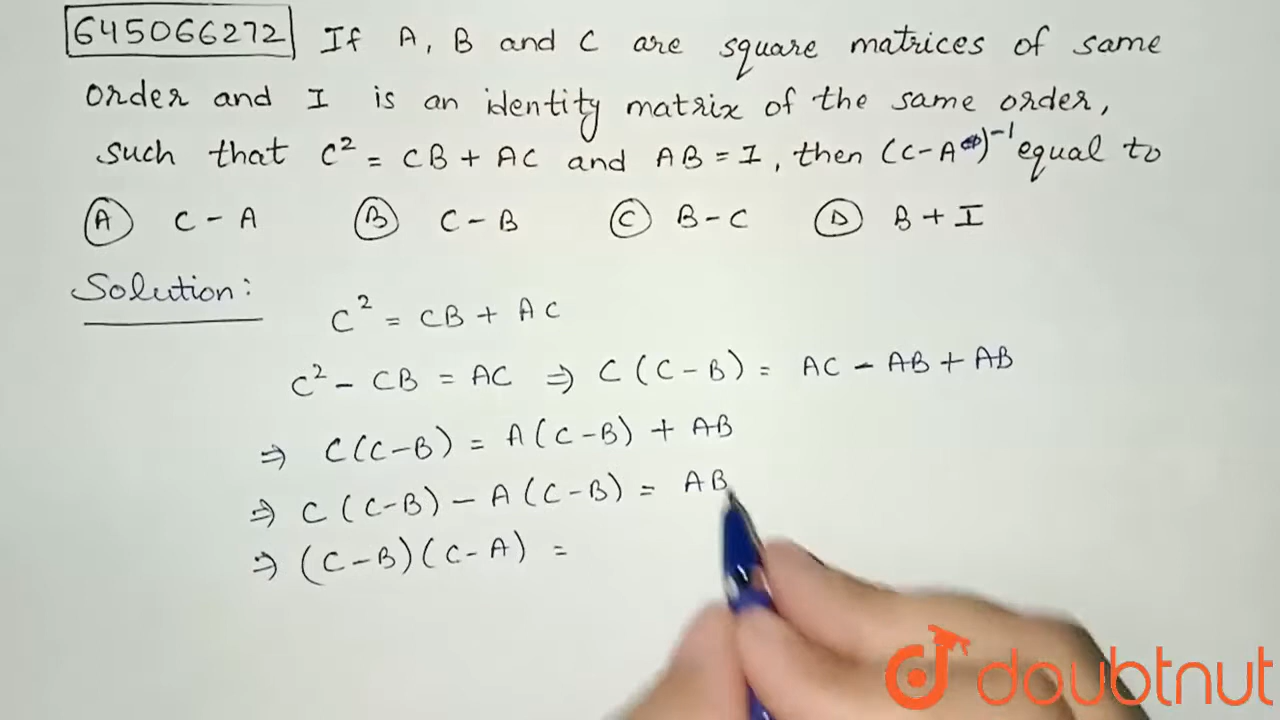 645066272 If A, B and C are square matrices of same
order and I is an identity matrix of the same order,
such that C² = CB + AC and AB = I, then (C-A)⁻¹ equal to
(A) C - A (B) C - B (C) B - C (D) B + I
Solution:
C² = CB + AC
C² - CB = AC ⇒ C(C-B) = AC - AB + AB
⇒ C(C-B) = A(C-B) + AB
⇒ C(C-B) - A(C-B) = AB
⇒ (C-B)(C-A) =
doubtnut